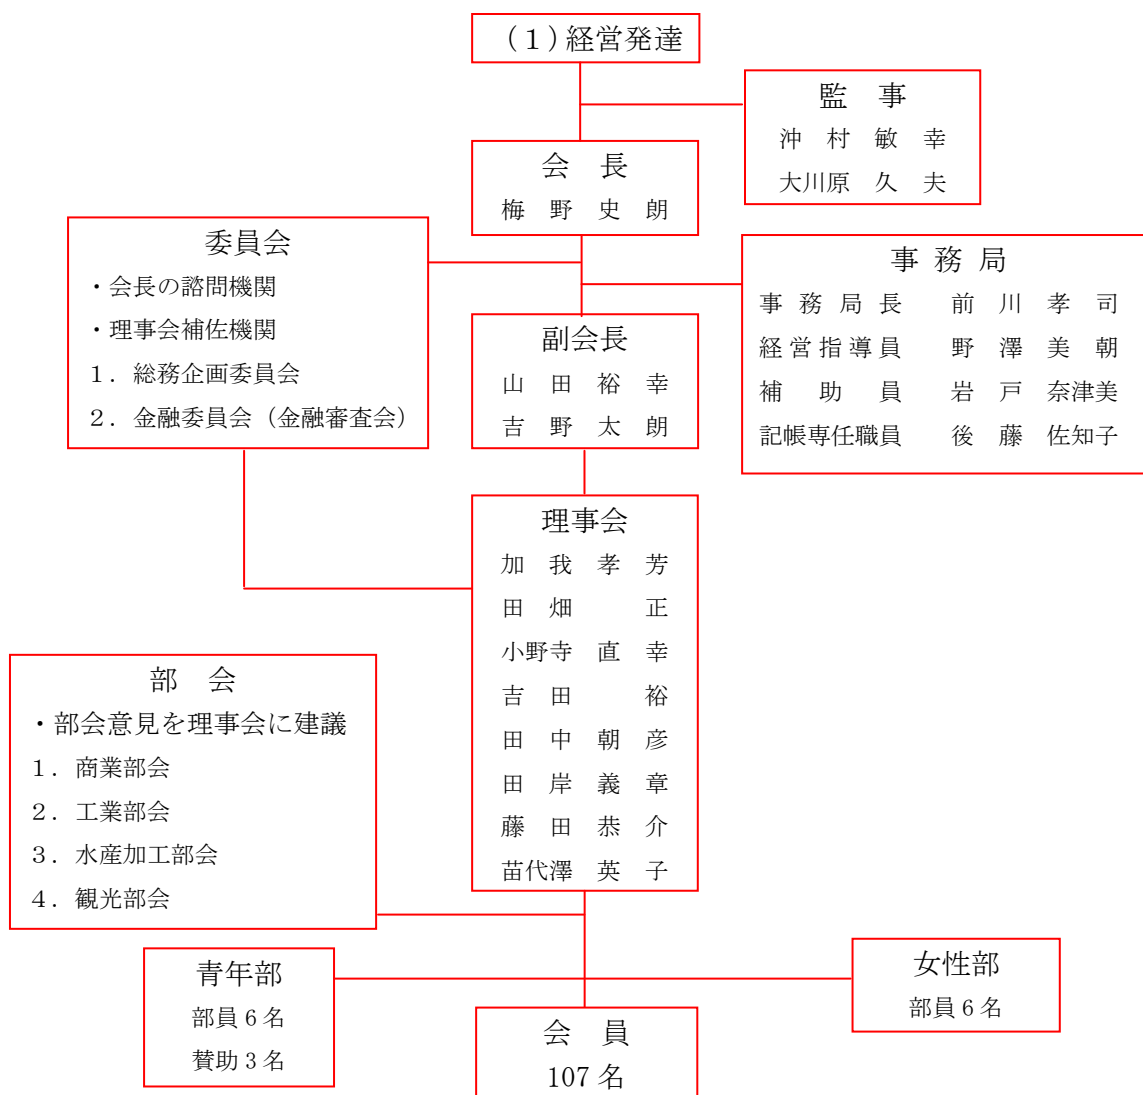 (１)経営発達
監　事
沖　村　敏　幸
大川原　久　夫
会　長
梅　野　史　朗
委員会
・会長の諮問機関
・理事会補佐機関
１．総務企画委員会
２．金融委員会（金融審査会）
事 務 局
事 務 局 長　前　川　孝　司
経営指導員　野　澤　美　朝
補　助　員　岩　戸　奈津美
記帳専任職員　後　藤　佐知子
副会長
山　田　裕　幸
吉　野　太　朗
理事会
加　我　孝　芳
田　畑　　　正
小野寺　直　幸
吉　田　　　裕
田　中　朝　彦
田　岸　義　章
藤　田　恭　介
苗代澤　英　子
部　会
・部会意見を理事会に建議
１．商業部会
２．工業部会
３．水産加工部会
４．観光部会
青年部
部員 6 名
賛助 3 名
女性部
部員 6 名
会　員
107 名